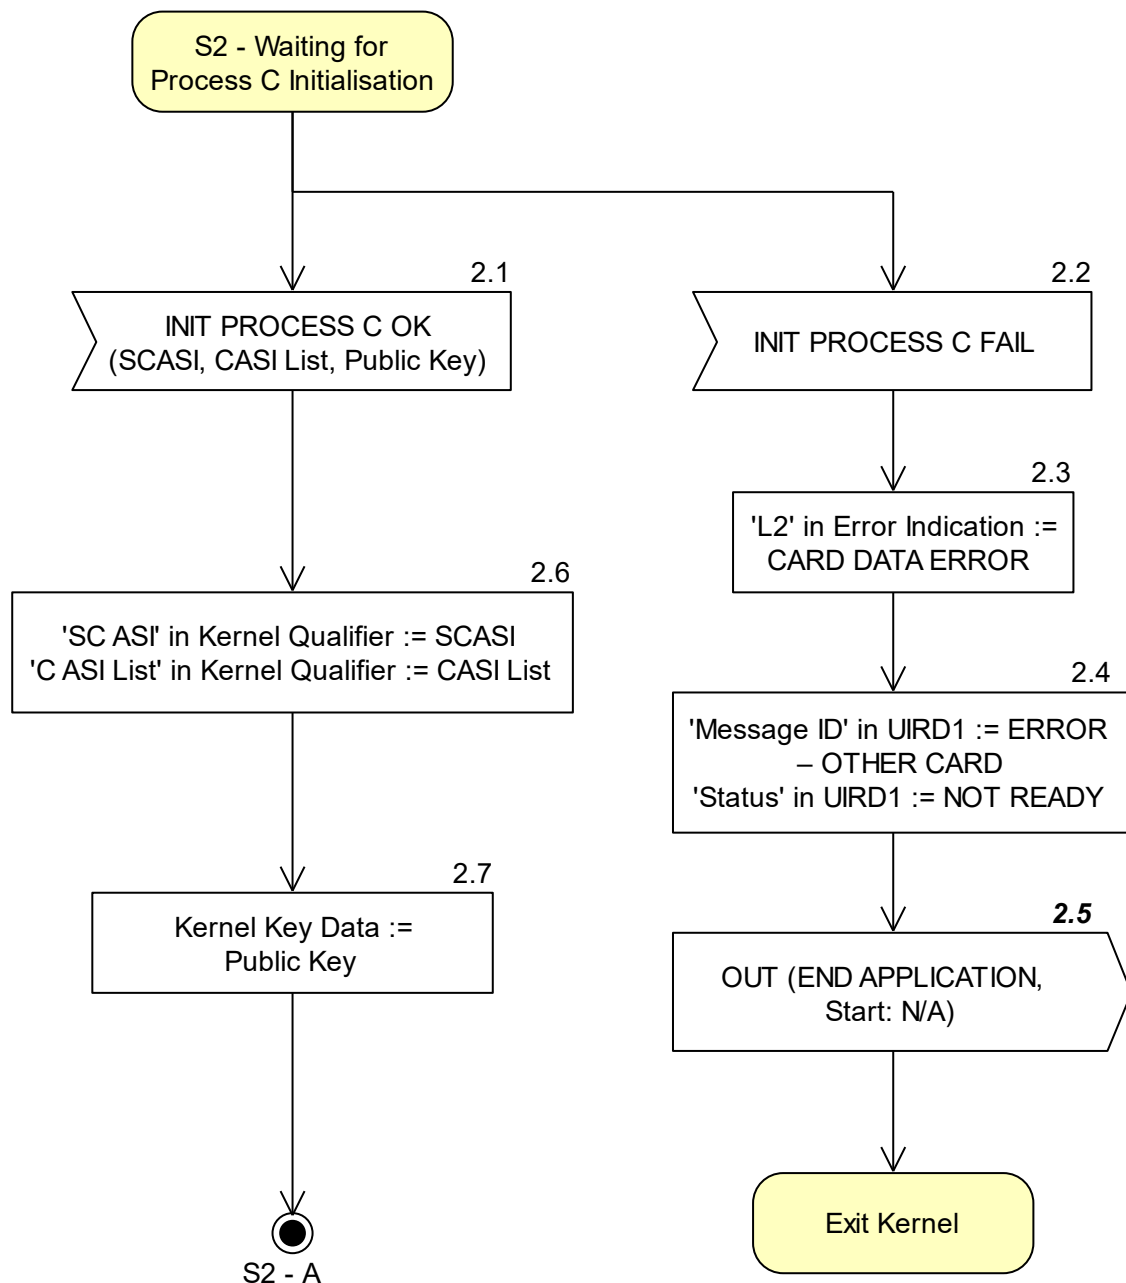 S2 - Waiting for
Process C Initialisation
2.1
INIT PROCESS C OK
(SCASI, CASI List, Public Key)
2.2
INIT PROCESS C FAIL
2.3
'L2' in Error Indication :=
CARD DATA ERROR
2.6
'SC ASI' in Kernel Qualifier := SCASI
'C ASI List' in Kernel Qualifier := CASI List
2.4
'Message ID' in UIRD1 := ERROR
– OTHER CARD
'Status' in UIRD1 := NOT READY
2.7
Kernel Key Data :=
Public Key
2.5
OUT (END APPLICATION,
Start: N/A)
Exit Kernel
S2 - A